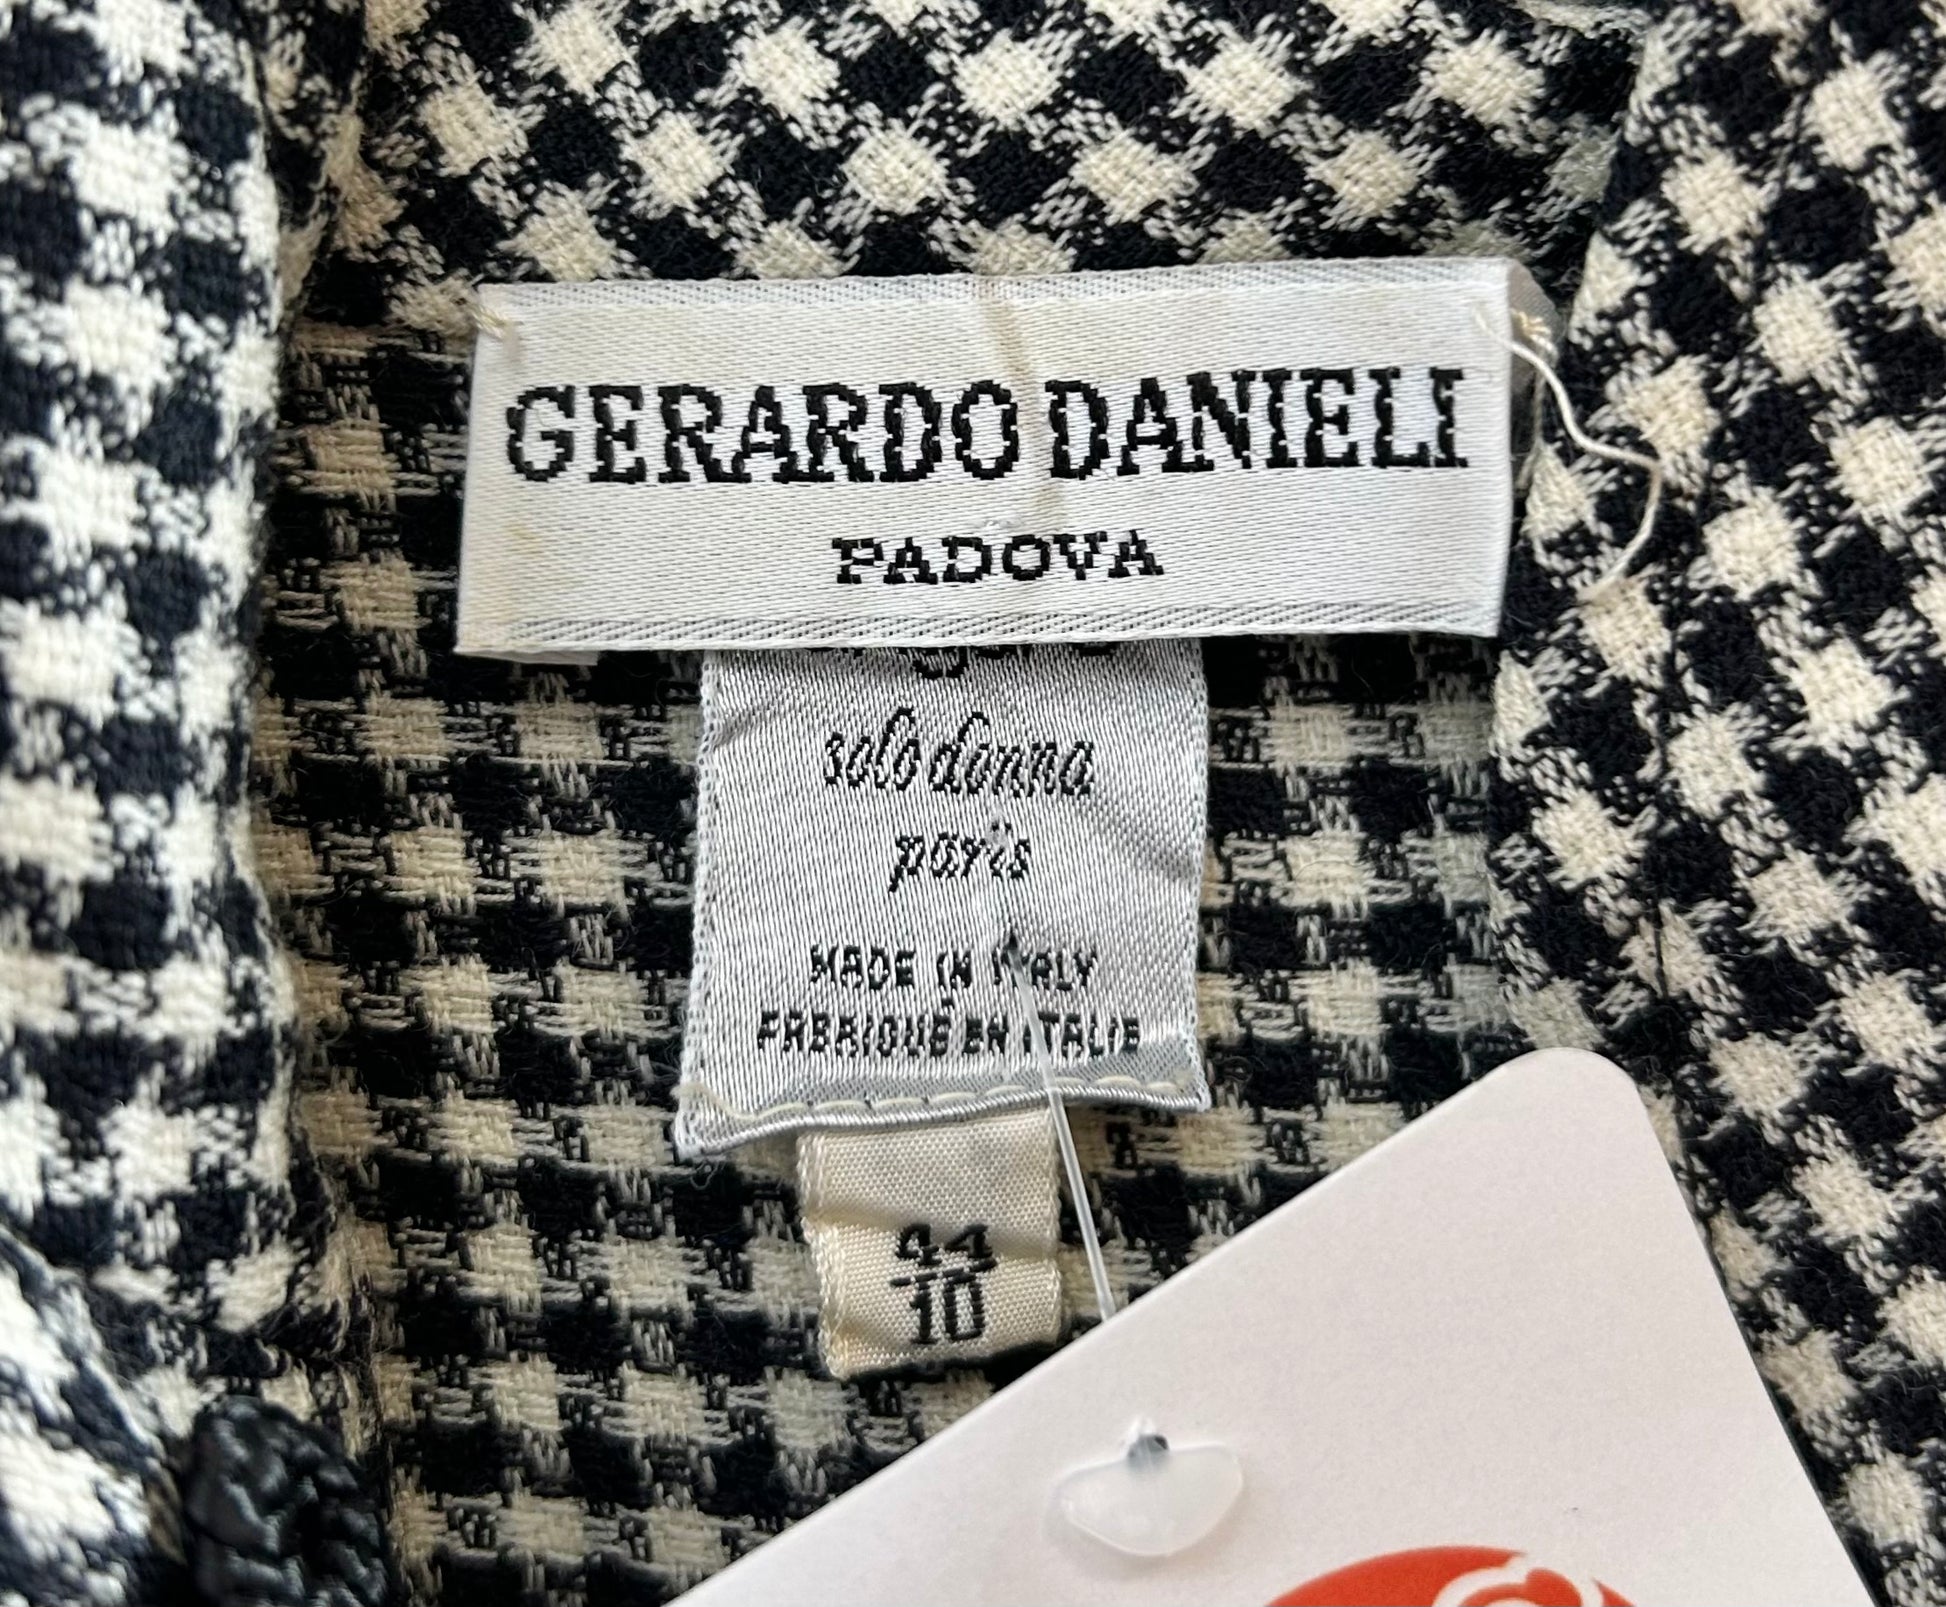 GERARDO DANIELI
PADOVA
solo donna
paris
MADE IN ITALY
FABRIQUE EN ITALIE
44
10